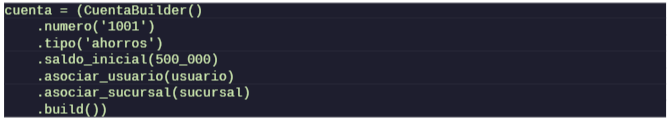 cuenta = (CuentaBuilder()
    .numero('1001')
    .tipo('ahorros')
    .saldo_inicial(500_000)
    .asociar_usuario(usuario)
    .asociar_sucursal(sucursal)
    .build())